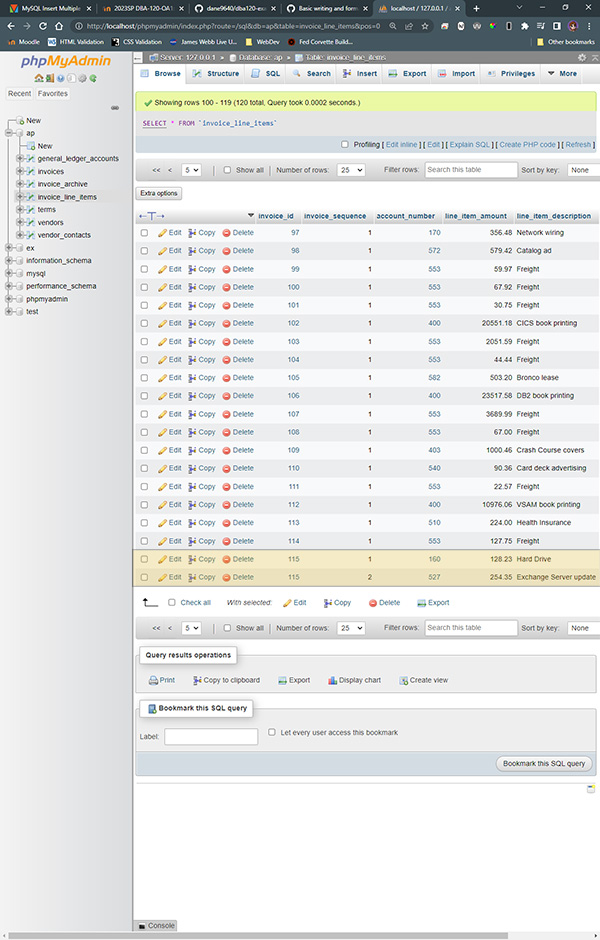 MySQL Insert Multiple
2023SP DBA-120-OA1
dane9640/dba120-exa
Basic writing and form
localhost / 127.0.0.1 /
http://localhost/phpmyadmin/index.php?route=/sql&db=ap&table=invoice_line_items&pos=0
Moodle
HTML Validation
CSS Validation
James Webb Live U...
WebDev
Fed Corvette Build...
Other bookmarks
phpMyAdmin
Recent Favorites
New
ap
New
general_ledger_accounts
invoices
invoice_archive
invoice_line_items
terms
vendors
vendor_contacts
ex
information_schema
mysql
performance_schema
phpmyadmin
test
Server: 127.0.0.1 » Database: ap » Table: invoice_line_items
Browse Structure SQL Search Insert Export Import Privileges More
Showing rows 100 - 119 (120 total, Query took 0.0002 seconds.)
SELECT * FROM `invoice_line_items`
Profiling [ Edit inline ] [ Edit ] [ Explain SQL ] [ Create PHP code ] [ Refresh ]
<< < 5 Show all Number of rows: 25 Filter rows: Search this table Sort by key: None
Extra options
←T→ invoice_id invoice_sequence account_number line_item_amount line_item_description
Edit Copy Delete 97 1 170 356.48 Network wiring
Edit Copy Delete 98 1 572 579.42 Catalog ad
Edit Copy Delete 99 1 553 59.97 Freight
Edit Copy Delete 100 1 553 67.92 Freight
Edit Copy Delete 101 1 553 30.75 Freight
Edit Copy Delete 102 1 400 20551.18 CICS book printing
Edit Copy Delete 103 1 553 2051.59 Freight
Edit Copy Delete 104 1 553 44.44 Freight
Edit Copy Delete 105 1 582 503.20 Bronco lease
Edit Copy Delete 106 1 400 23517.58 DB2 book printing
Edit Copy Delete 107 1 553 3689.99 Freight
Edit Copy Delete 108 1 553 67.00 Freight
Edit Copy Delete 109 1 403 1000.46 Crash Course covers
Edit Copy Delete 110 1 540 90.36 Card deck advertising
Edit Copy Delete 111 1 553 22.57 Freight
Edit Copy Delete 112 1 400 10976.06 VSAM book printing
Edit Copy Delete 113 1 510 224.00 Health Insurance
Edit Copy Delete 114 1 553 127.75 Freight
Edit Copy Delete 115 1 160 128.23 Hard Drive
Edit Copy Delete 115 2 527 254.35 Exchange Server update
Check all With selected: Edit Copy Delete Export
<< < 5 Show all Number of rows: 25 Filter rows: Search this table Sort by key: None
Query results operations
Print Copy to clipboard Export Display chart Create view
Bookmark this SQL query
Label: Let every user access this bookmark
Bookmark this SQL query
Console